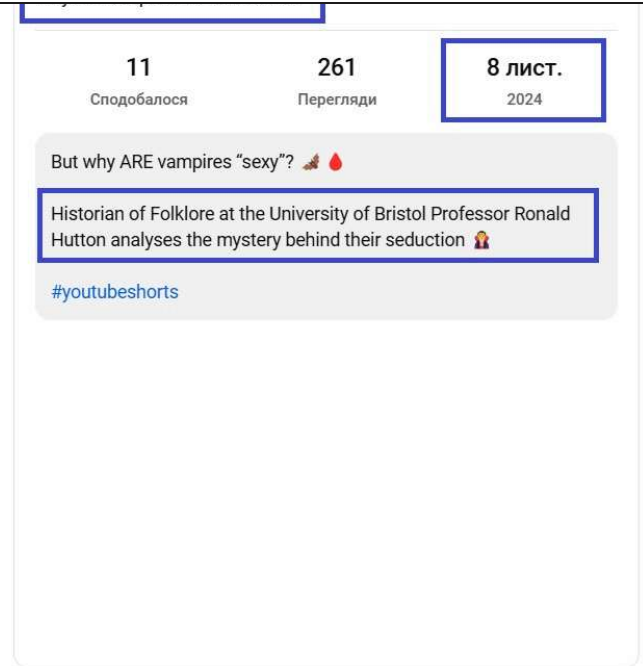 11
261
8 лист.
Сподобалося
Перегляди
2024
But why ARE vampires “sexy”? 🦇 🩸
Historian of Folklore at the University of Bristol Professor Ronald
Hutton analyses the mystery behind their seduction 🧛
#youtubeshorts